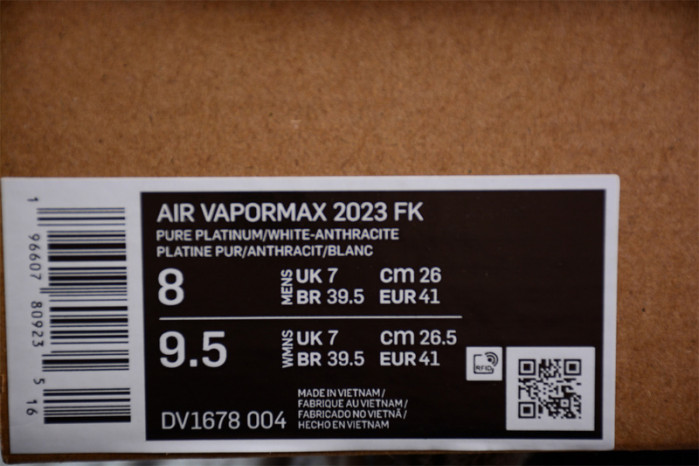 AIR VAPORMAX 2023 FK
PURE PLATINUM/WHITE-ANTHRACITE
PLATINE PUR/ANTHRACIT/BLANC
8 MENS UK 7 cm 26
BR 39.5 EUR 41
9.5 WMNS UK 7 cm 26.5
BR 39.5 EUR 41
RFID
DV1678 004
MADE IN VIETNAM /
FABRIQUE AU VIETNAM /
FABRICADO NO VIETNÃ /
HECHO EN VIETNAM
1 96607 80923 5 16